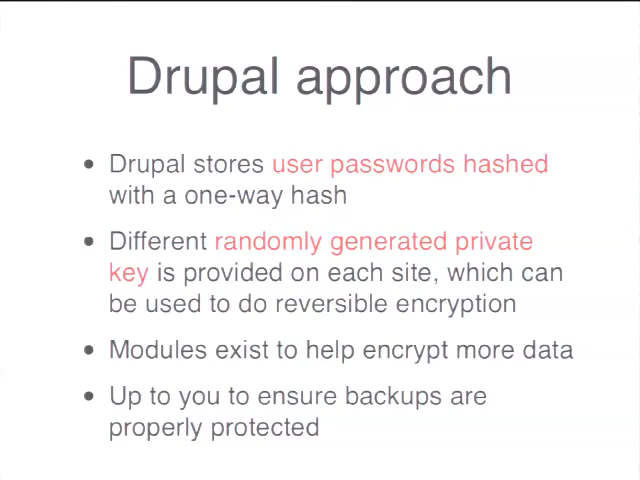 Drupal approach
• Drupal stores user passwords hashed
with a one-way hash
• Different randomly generated private
key is provided on each site, which can
be used to do reversible encryption
• Modules exist to help encrypt more data
• Up to you to ensure backups are
properly protected